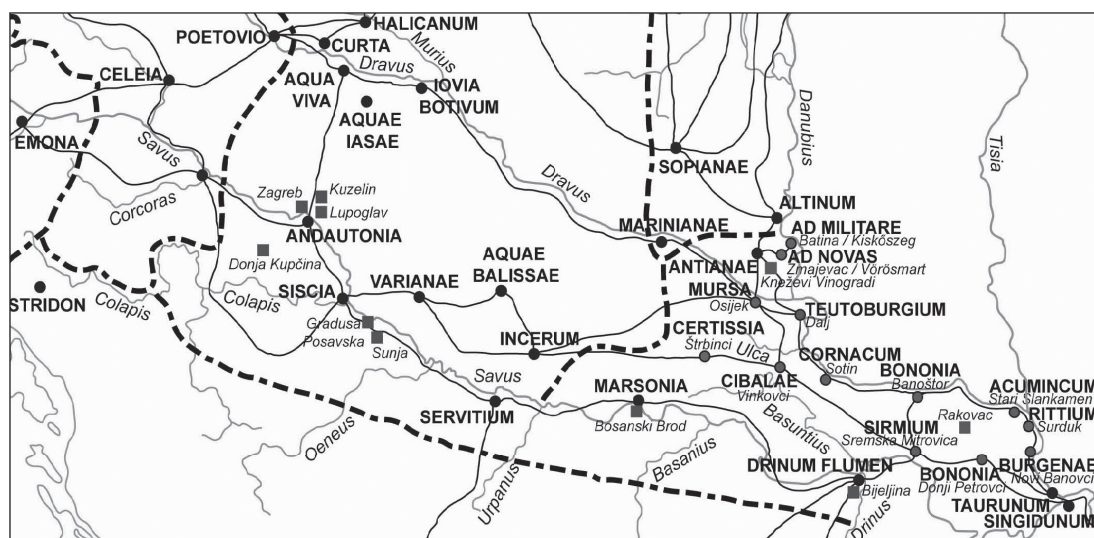 HALICANUM
POETOVIO
CURTA
Murius
Dravus
CELEIA
AQUA
VIVA
IOVIA
BOTIVUM
AQUAE
IASAE
Danubius
EMONA
Savus
SOPIANAE
Tisia
Zagreb
Kuzelin
Lupoglav
Corcoras
Dravus
ALTINUM
ANDAUTONIA
MARINIANAE
AD MILITARE
Batina / Kiskőszeg
Donja Kupčina
AQUAE
BALISSAE
ANTIANAE
AD NOVAS
Zmajevac / Vörösmart
Kneževi Vinogradi
STRIDON
Colapis
Colapis
SISCIA
VARIANAE
MURSA
Osijek
TEUTOBURGIUM
Dalj
Gradusa
Posavska
Sunja
INCERUM
CERTISSIA
Štrbinci
Ulca
CORNACUM
Sotin
BONONIA
Banoštor
Savus
CIBALAE
Vinkovci
ACUMINCUM
Stari Slankamen
SERVITIUM
MARSONIA
Bosanski Brod
Basuntius
SIRMIUM
Sremska Mitrovica
Rakovac
RITTIUM
Surduk
Oeneus
Urpanus
Basanius
DRINUM FLUMEN
Bijeljina
Drinus
BONONIA
Donji Petrovci
BURGENAE
Novi Banovci
TAURUNUM
SINGIDUNUM